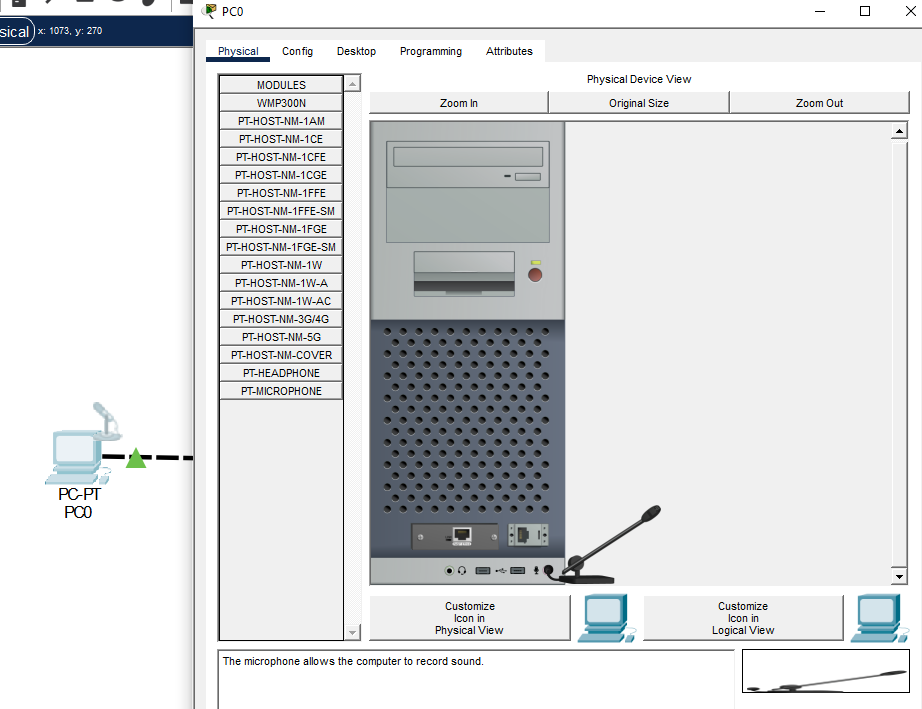 PC0
sical x: 1073, y: 270
Physical Config Desktop Programming Attributes
MODULES
WMP300N
PT-HOST-NM-1AM
PT-HOST-NM-1CE
PT-HOST-NM-1CFE
PT-HOST-NM-1CGE
PT-HOST-NM-1FFE
PT-HOST-NM-1FFE-SM
PT-HOST-NM-1FGE
PT-HOST-NM-1FGE-SM
PT-HOST-NM-1W
PT-HOST-NM-1W-A
PT-HOST-NM-1W-AC
PT-HOST-NM-3G/4G
PT-HOST-NM-5G
PT-HOST-NM-COVER
PT-HEADPHONE
PT-MICROPHONE
Physical Device View
Zoom In Original Size Zoom Out
PC-PT
PC0
Customize
Icon in
Physical View
Customize
Icon in
Logical View
The microphone allows the computer to record sound.